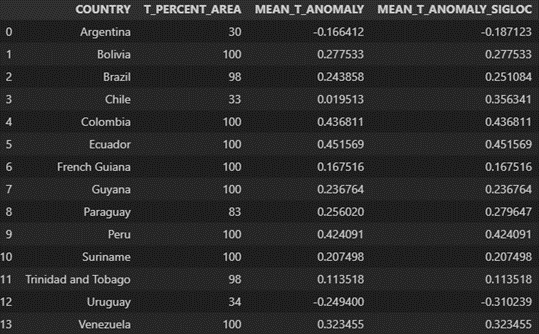 COUNTRY T_PERCENT_AREA MEAN_T_ANOMALY MEAN_T_ANOMALY_SIGLOC
0 Argentina 30 -0.166412 -0.187123
1 Bolivia 100 0.277533 0.277533
2 Brazil 98 0.243858 0.251084
3 Chile 33 0.019513 0.356341
4 Colombia 100 0.436811 0.436811
5 Ecuador 100 0.451569 0.451569
6 French Guiana 100 0.167516 0.167516
7 Guyana 100 0.236764 0.236764
8 Paraguay 83 0.256020 0.279647
9 Peru 100 0.424091 0.424091
10 Suriname 100 0.207498 0.207498
11 Trinidad and Tobago 98 0.113518 0.113518
12 Uruguay 34 -0.249400 -0.310239
13 Venezuela 100 0.323455 0.323455